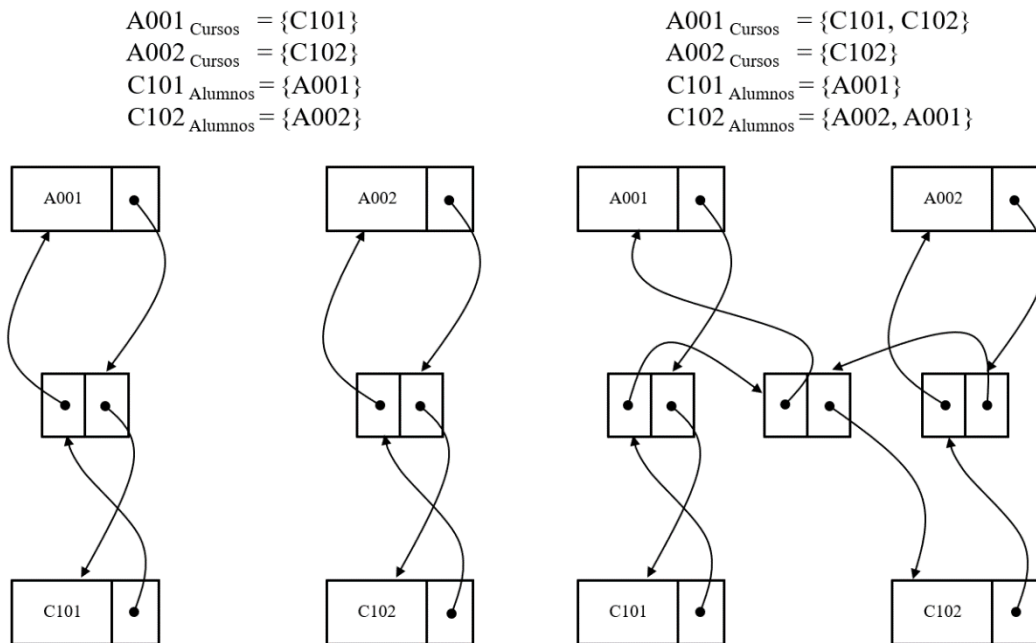 A001 Cursos = {C101}
A002 Cursos = {C102}
C101 Alumnos = {A001}
C102 Alumnos = {A002}
A001 Cursos = {C101, C102}
A002 Cursos = {C102}
C101 Alumnos = {A001}
C102 Alumnos = {A002, A001}
A001
A002
A001
A002
C101
C102
C101
C102